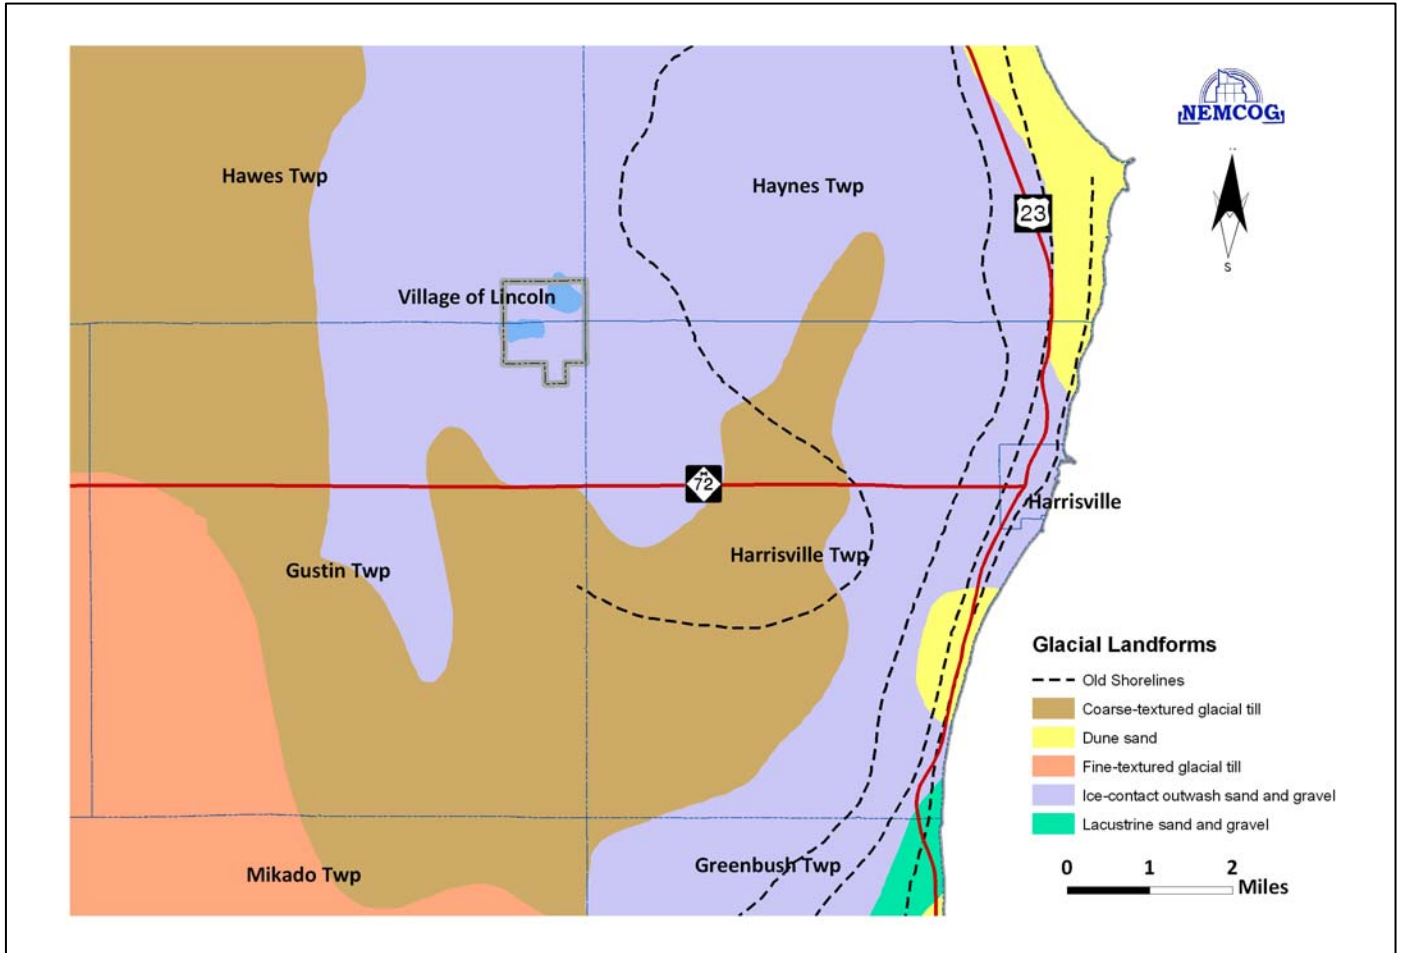 NEMCOG
Hawes Twp
Haynes Twp
23
S
Village of Lincoln
72
Harrisville
Harrisville Twp
Gustin Twp
Glacial Landforms
Old Shorelines
Coarse-textured glacial till
Dune sand
Fine-textured glacial till
Ice-contact outwash sand and gravel
Lacustrine sand and gravel
Greenbush Twp
Mikado Twp
0 1 2
Miles